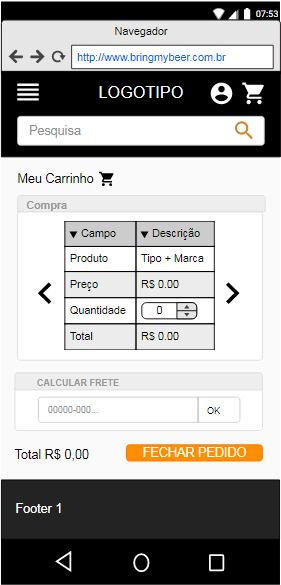 07:53
Navegador
http://www.bringmybeer.com.br
LOGOTIPO
Pesquisa
Meu Carrinho
Compra
Campo Descrição
Produto Tipo + Marca
Preço R$ 0.00
Quantidade 0
Total R$ 0.00
CALCULAR FRETE
00000-000... OK
Total R$ 0,00 FECHAR PEDIDO
Footer 1